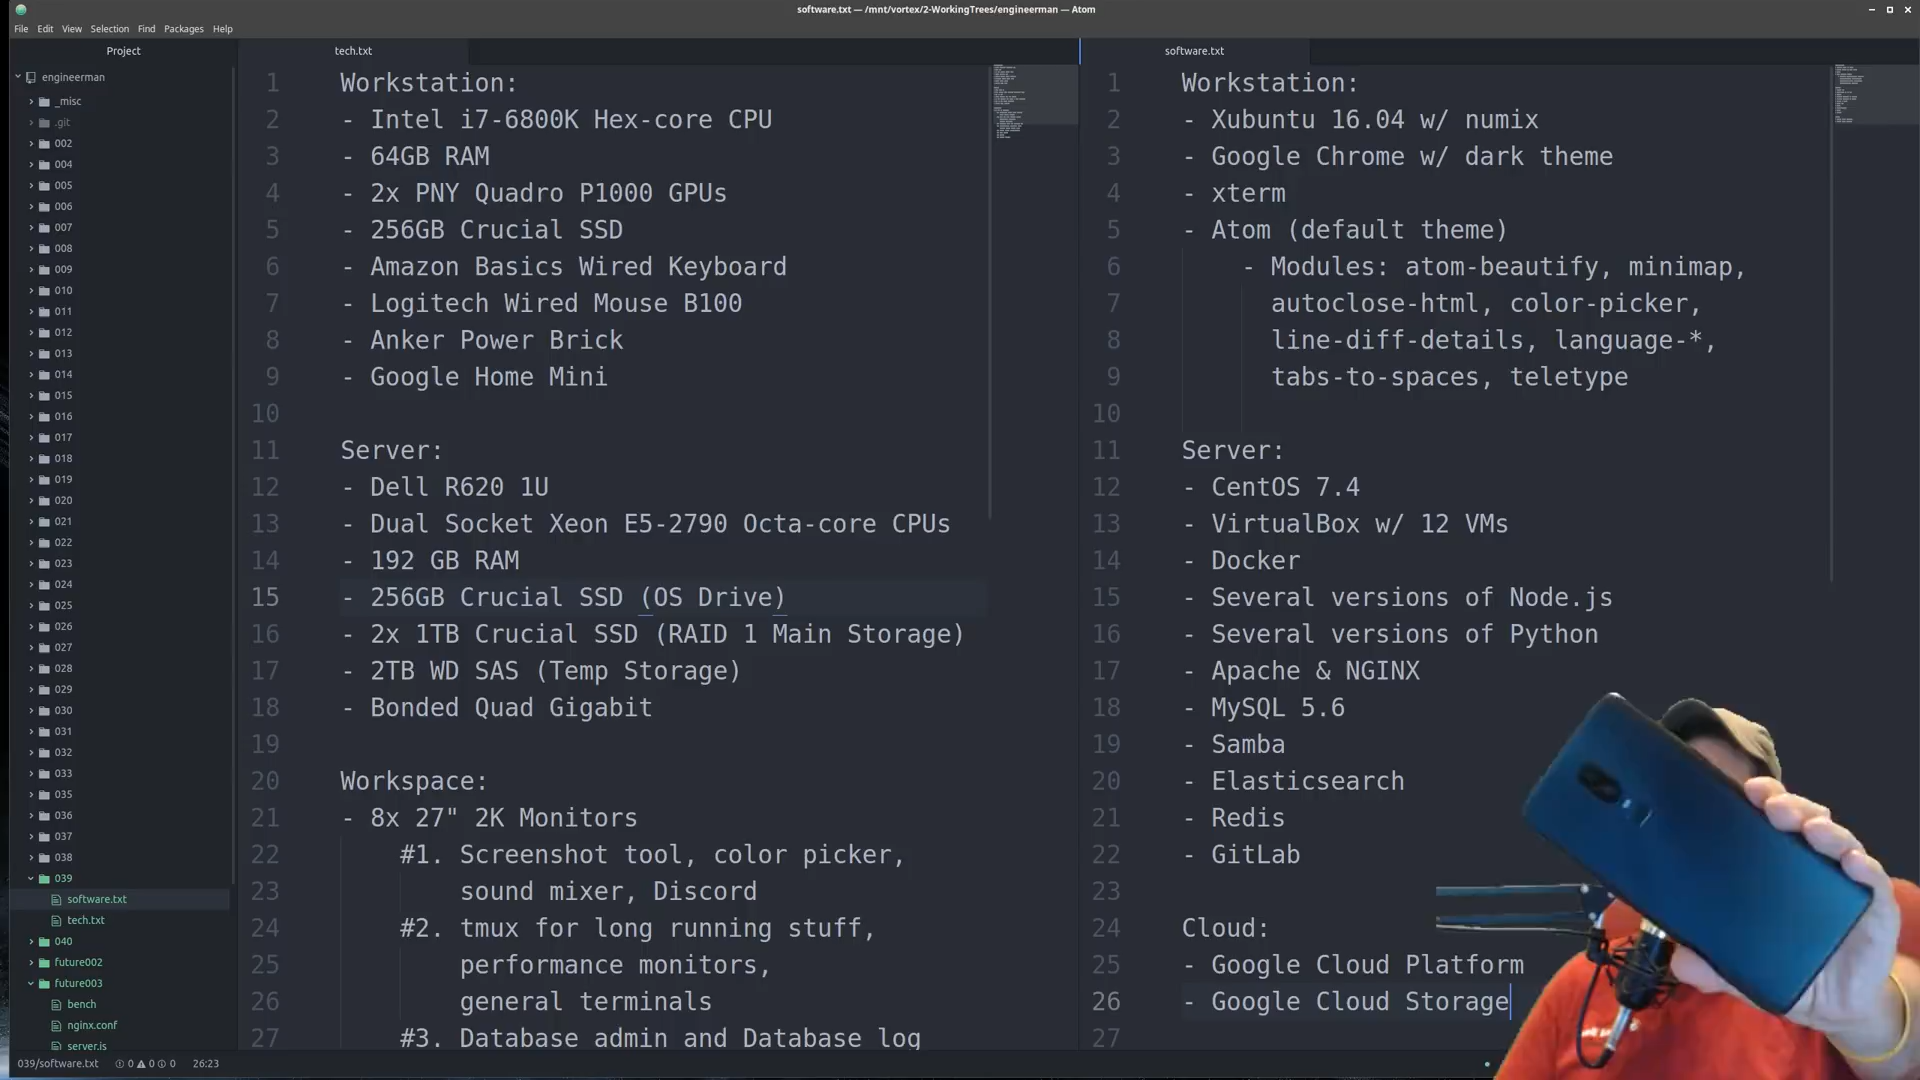 software.txt — /mnt/vortex/2-WorkingTrees/engineerman — Atom
File Edit View Selection Find Packages Help
Project
engineerman
_misc
.git
002
004
005
006
007
008
009
010
011
012
013
014
015
016
017
018
019
020
021
022
023
024
025
026
027
028
029
030
031
032
033
035
036
037
038
039
software.txt
tech.txt
040
future002
future003
bench
nginx.conf
server.js
tech.txt
1 Workstation:
2 - Intel i7-6800K Hex-core CPU
3 - 64GB RAM
4 - 2x PNY Quadro P1000 GPUs
5 - 256GB Crucial SSD
6 - Amazon Basics Wired Keyboard
7 - Logitech Wired Mouse B100
8 - Anker Power Brick
9 - Google Home Mini
10
11 Server:
12 - Dell R620 1U
13 - Dual Socket Xeon E5-2790 Octa-core CPUs
14 - 192 GB RAM
15 - 256GB Crucial SSD (OS Drive)
16 - 2x 1TB Crucial SSD (RAID 1 Main Storage)
17 - 2TB WD SAS (Temp Storage)
18 - Bonded Quad Gigabit
19
20 Workspace:
21 - 8x 27" 2K Monitors
22 #1. Screenshot tool, color picker,
23 sound mixer, Discord
24 #2. tmux for long running stuff,
25 performance monitors,
26 general terminals
27 #3. Database admin and Database log
software.txt
1 Workstation:
2 - Xubuntu 16.04 w/ numix
3 - Google Chrome w/ dark theme
4 - xterm
5 - Atom (default theme)
6 - Modules: atom-beautify, minimap,
7 autoclose-html, color-picker,
8 line-diff-details, language-*,
9 tabs-to-spaces, teletype
10
11 Server:
12 - CentOS 7.4
13 - VirtualBox w/ 12 VMs
14 - Docker
15 - Several versions of Node.js
16 - Several versions of Python
17 - Apache & NGINX
18 - MySQL 5.6
19 - Samba
20 - Elasticsearch
21 - Redis
22 - GitLab
23
24 Cloud:
25 - Google Cloud Platform
26 - Google Cloud Storage
27
039/software.txt 0 0 0 26:23